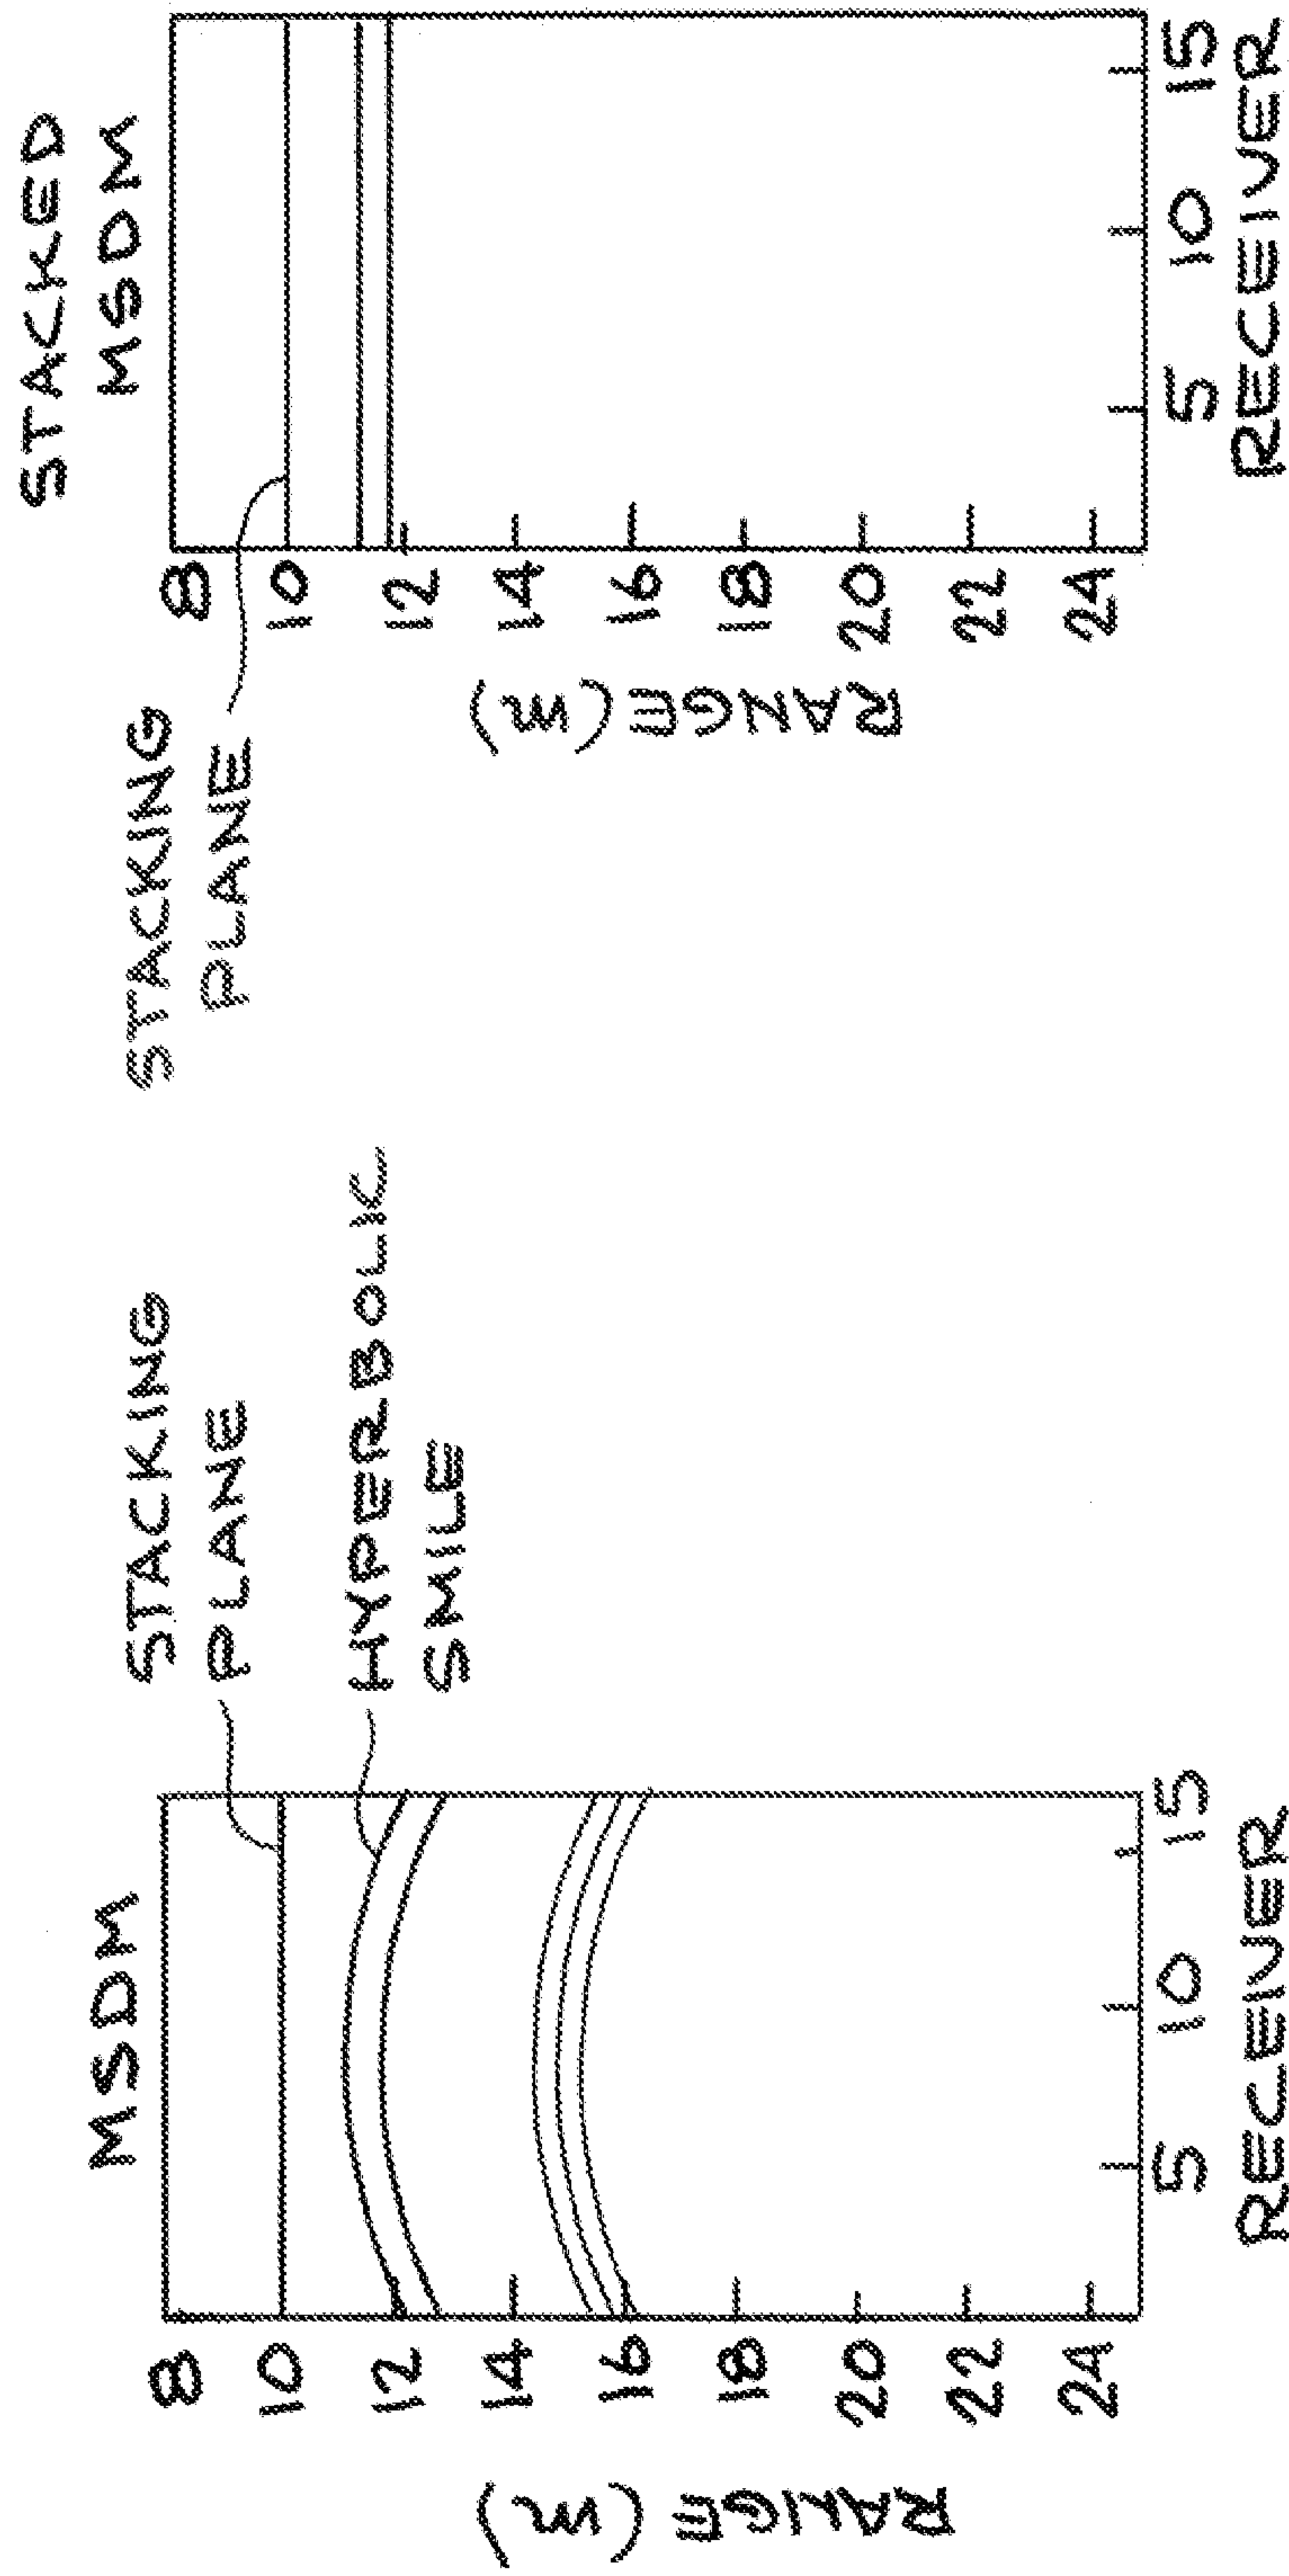 MSDM
STACKING
PLANE
HYPERBOLIC
SMILE
8
10
12
14
16
18
20
22
24
RANGE (m)
5 10 15
RECEIVER
STACKED
MSDM
STACKING
PLANE
8
10
12
14
16
18
20
22
24
RANGE (m)
5 10 15
RECEIVER